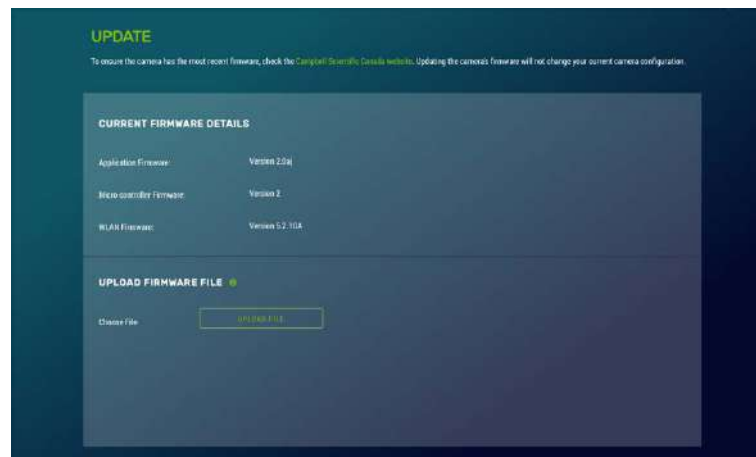 UPDATE
To ensure the camera has the most recent firmware, check the Campbell Scientific Canada website. Updating the camera's firmware will not change your current camera configuration.
CURRENT FIRMWARE DETAILS
Application Firmware: Version 2.0aj
Micro controller Firmware: Version 2
WLAN Firmware: Version 5.2.1GA
UPLOAD FIRMWARE FILE
Choose File UPLOAD FILE